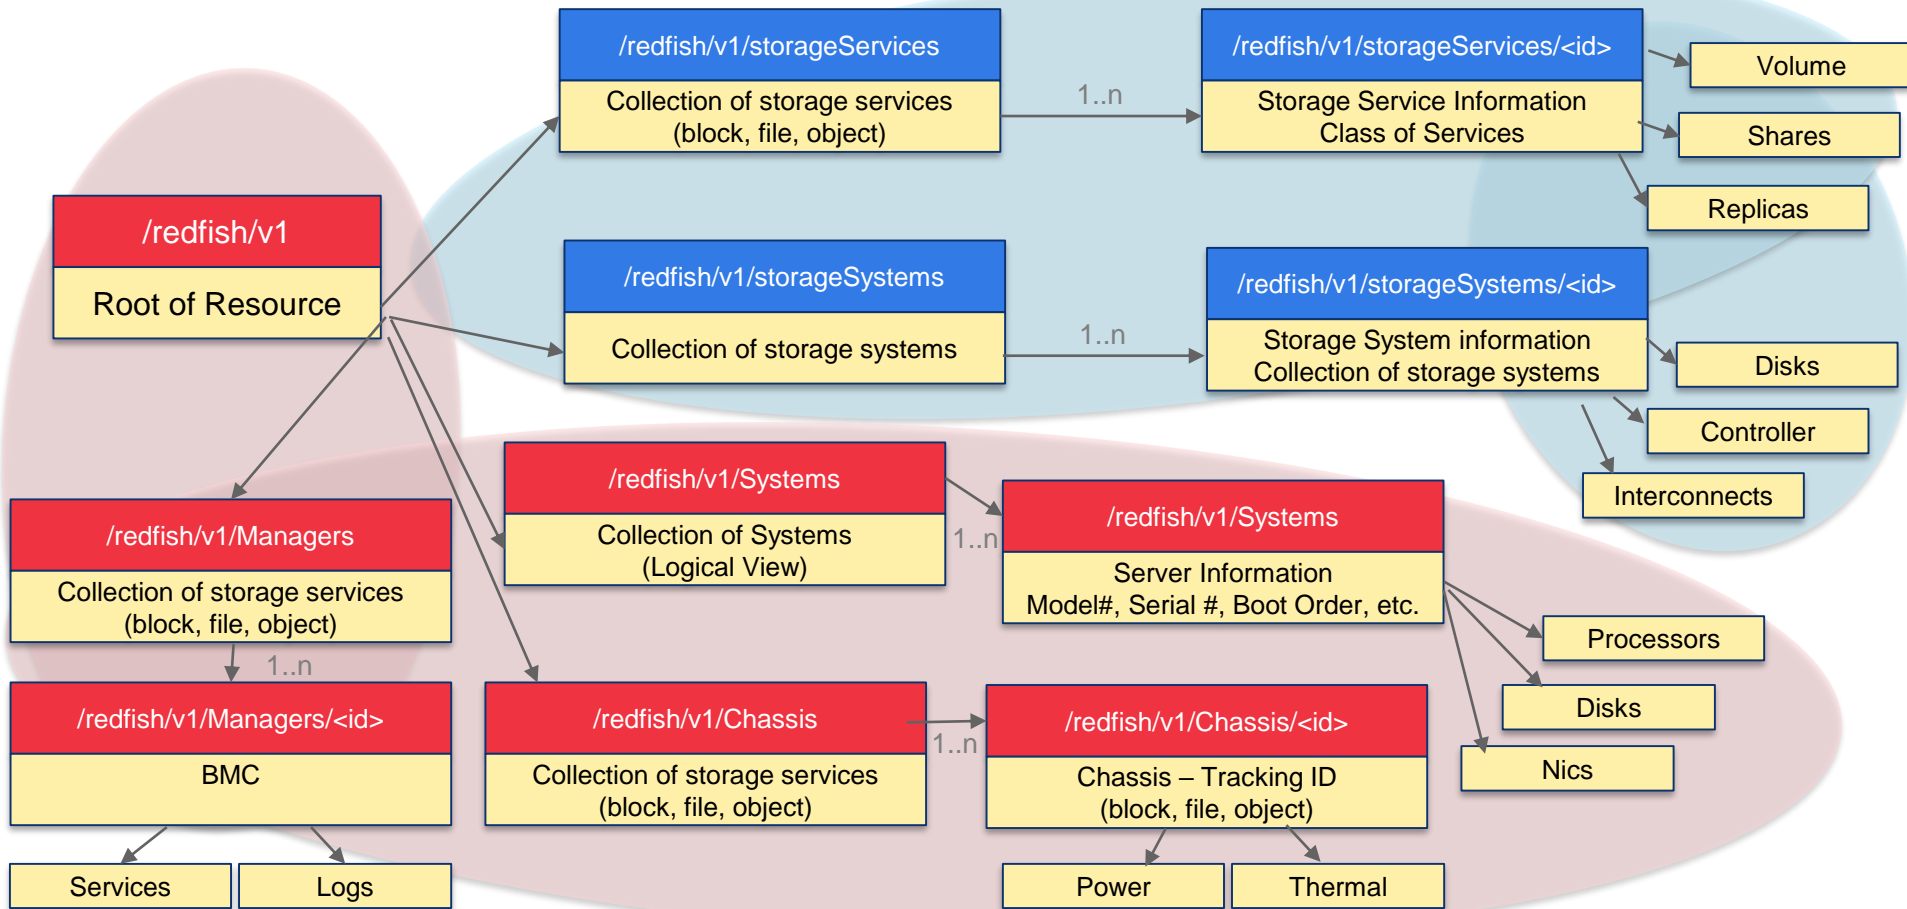 /redfish/v1/storageServices
Collection of storage services
(block, file, object)
1..n
/redfish/v1/storageServices/<id>
Storage Service Information
Class of Services
Volume
Shares
Replicas
/redfish/v1
Root of Resource
/redfish/v1/storageSystems
Collection of storage systems
1..n
/redfish/v1/storageSystems/<id>
Storage System information
Collection of storage systems
Disks
Controller
Interconnects
/redfish/v1/Systems
Collection of Systems
(Logical View)
1..n
/redfish/v1/Systems
Server Information
Model#, Serial #, Boot Order, etc.
Processors
Disks
Nics
/redfish/v1/Managers
Collection of storage services
(block, file, object)
1..n
/redfish/v1/Managers/<id>
BMC
Services
Logs
/redfish/v1/Chassis
Collection of storage services
(block, file, object)
1..n
/redfish/v1/Chassis/<id>
Chassis – Tracking ID
(block, file, object)
Power
Thermal